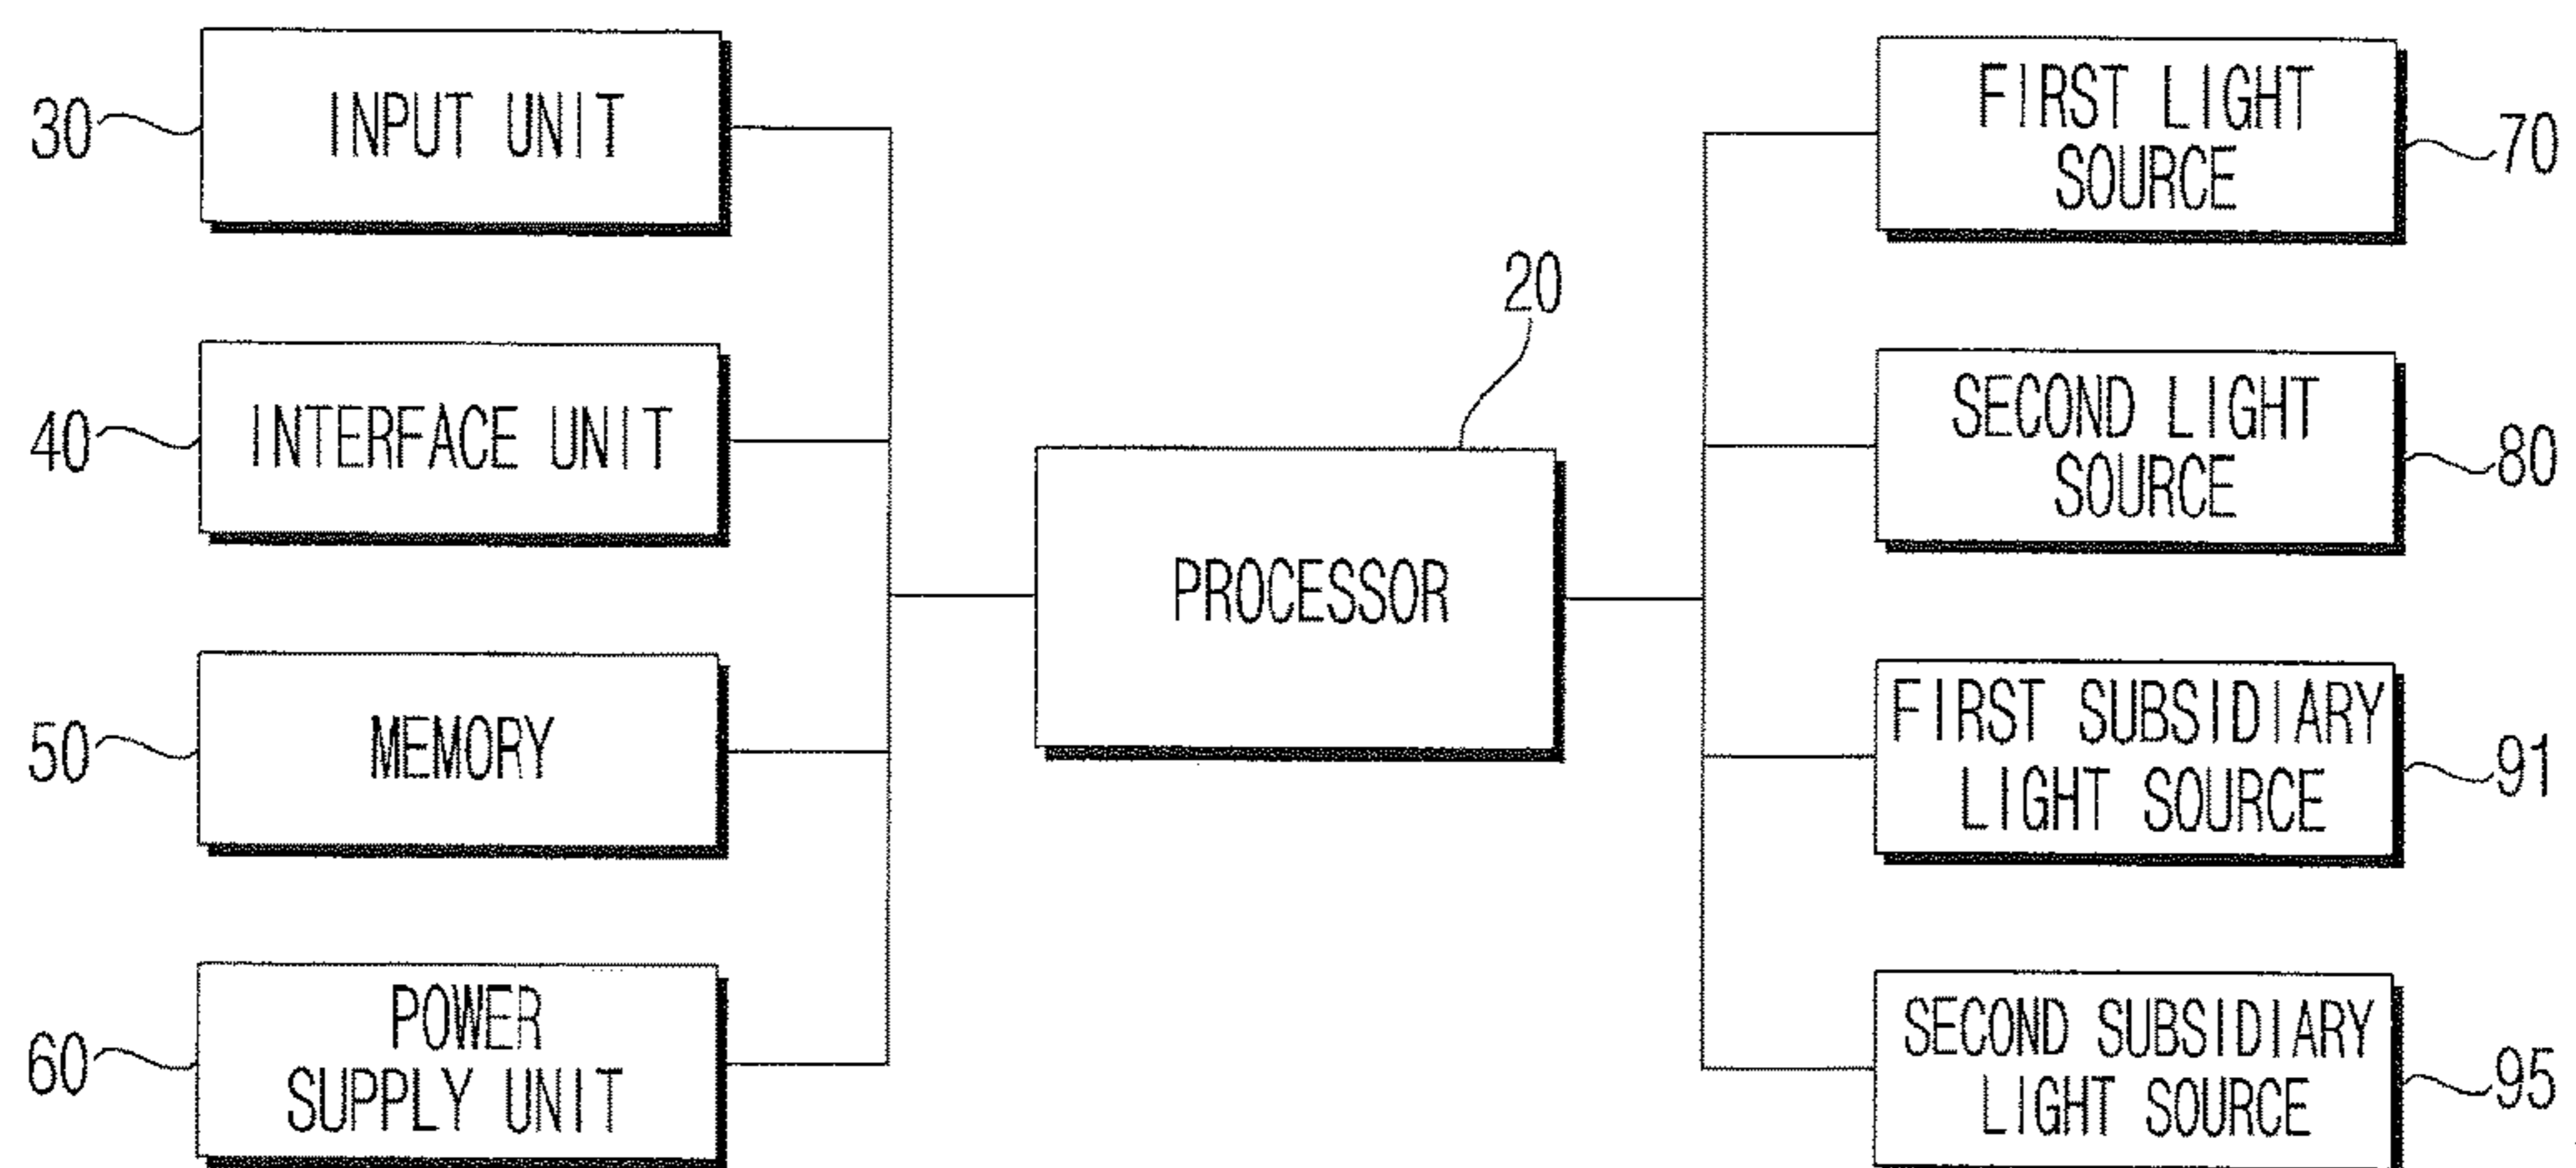 30
INPUT UNIT
40
INTERFACE UNIT
50
MEMORY
60
POWER
SUPPLY UNIT
20
PROCESSOR
FIRST LIGHT
SOURCE
70
SECOND LIGHT
SOURCE
80
FIRST SUBSIDIARY
LIGHT SOURCE
91
SECOND SUBSIDIARY
LIGHT SOURCE
95